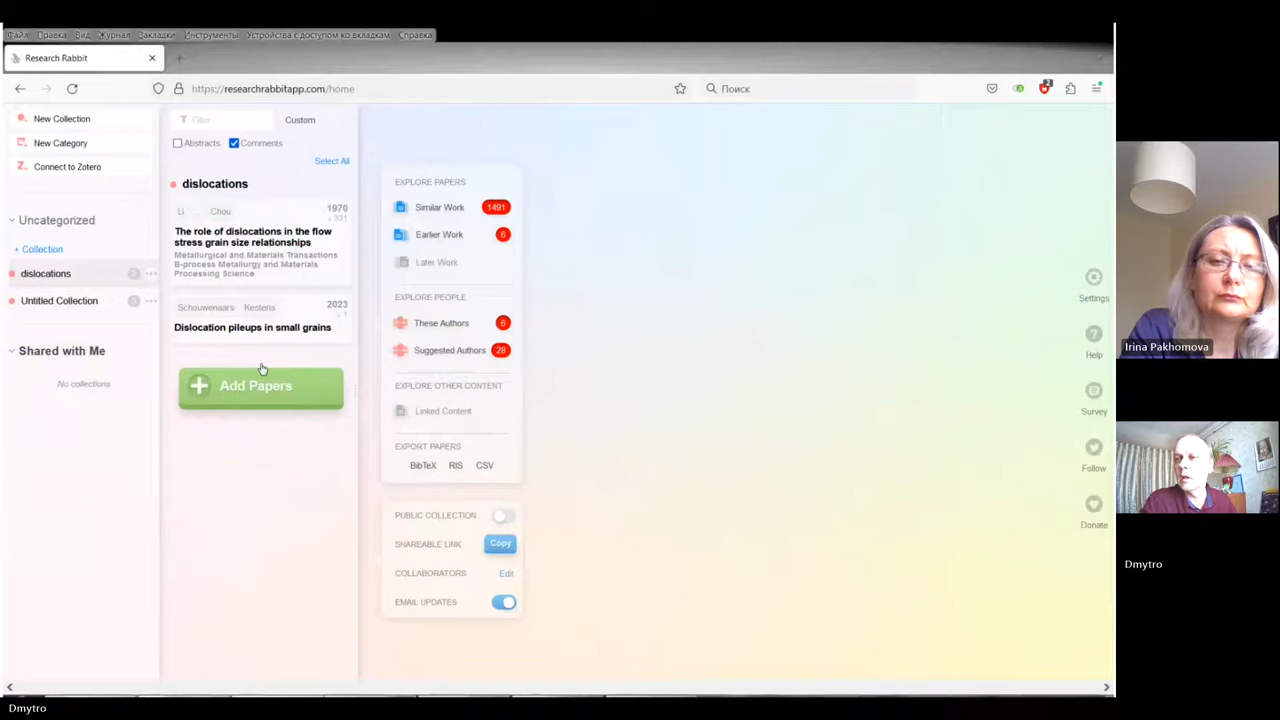 Файл Правка Вид Журнал Закладки Инструменты Устройства с доступом ко вкладкам Справка
Research Rabbit
https://researchrabbitapp.com/home
Поиск
2
New Collection
New Category
Connect to Zotero
Uncategorized
+ Collection
dislocations 2
Untitled Collection
Shared with Me
No collections
Filter
Custom
Abstracts
Comments
Select All
dislocations
Li Chou 1970
331
The role of dislocations in the flow
stress grain size relationships
Metallurgical and Materials Transactions
B-process Metallurgy and Materials
Processing Science
Schouwenaars Kestens 2023
1
Dislocation pileups in small grains
Add Papers
EXPLORE PAPERS
Similar Work 1491
Earlier Work 6
Later Work
EXPLORE PEOPLE
These Authors 6
Suggested Authors 28
EXPLORE OTHER CONTENT
Linked Content
EXPORT PAPERS
BibTeX RIS CSV
PUBLIC COLLECTION
SHAREABLE LINK Copy
COLLABORATORS Edit
EMAIL UPDATES
Settings
Help
Survey
Follow
Donate
Irina Pakhomova
Dmytro
Dmytro